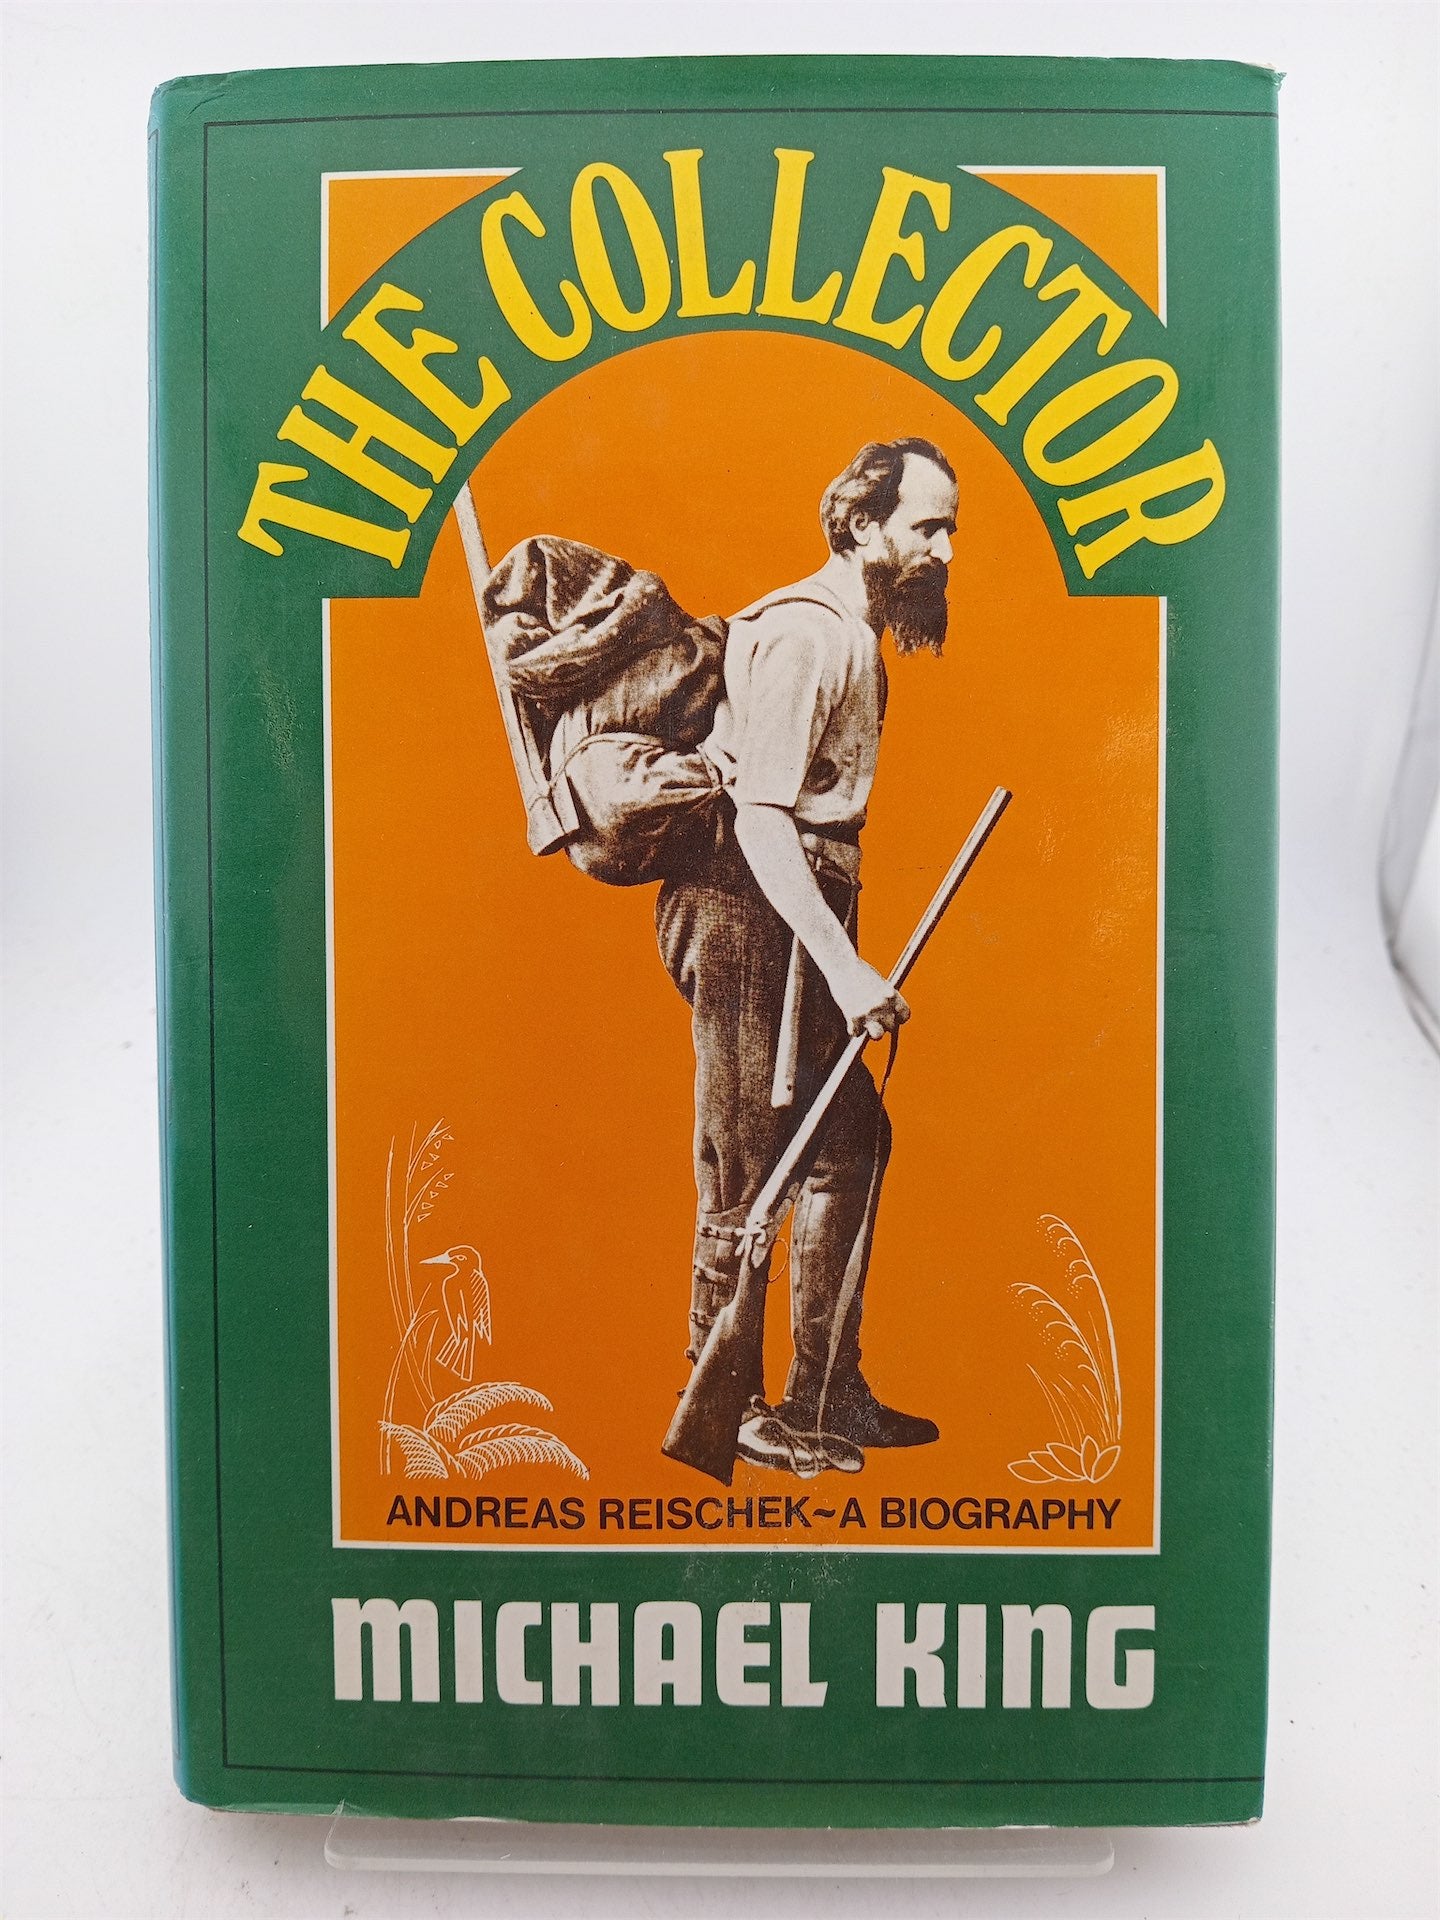 THE COLLECTOR
ANDREAS REISCHEK~A BIOGRAPHY
MICHAEL KING